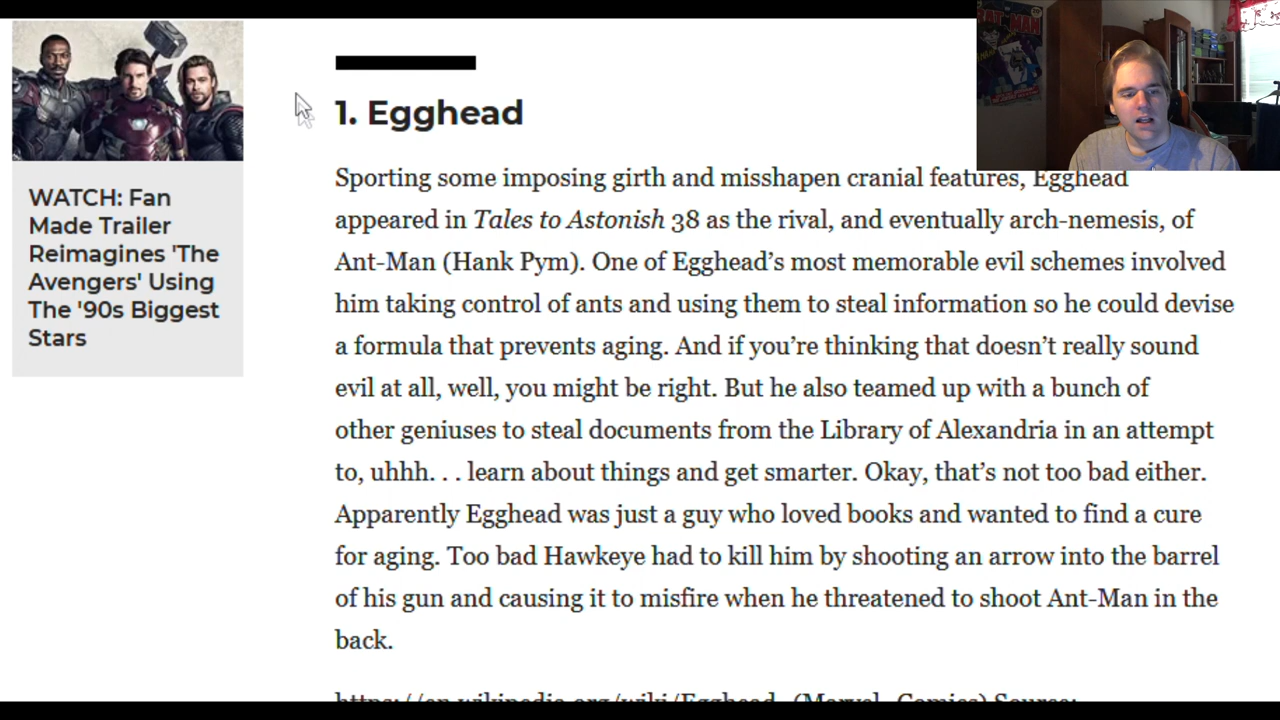 WATCH: Fan
Made Trailer
Reimagines 'The
Avengers' Using
The '90s Biggest
Stars
1. Egghead
Sporting some imposing girth and misshapen cranial features, Egghead
appeared in Tales to Astonish 38 as the rival, and eventually arch-nemesis, of
Ant-Man (Hank Pym). One of Egghead’s most memorable evil schemes involved
him taking control of ants and using them to steal information so he could devise
a formula that prevents aging. And if you’re thinking that doesn’t really sound
evil at all, well, you might be right. But he also teamed up with a bunch of
other geniuses to steal documents from the Library of Alexandria in an attempt
to, uhhh. . . learn about things and get smarter. Okay, that’s not too bad either.
Apparently Egghead was just a guy who loved books and wanted to find a cure
for aging. Too bad Hawkeye had to kill him by shooting an arrow into the barrel
of his gun and causing it to misfire when he threatened to shoot Ant-Man in the
back.
https://en.wikipedia.org/wiki/Egghead_(Marvel_Comics) Source: